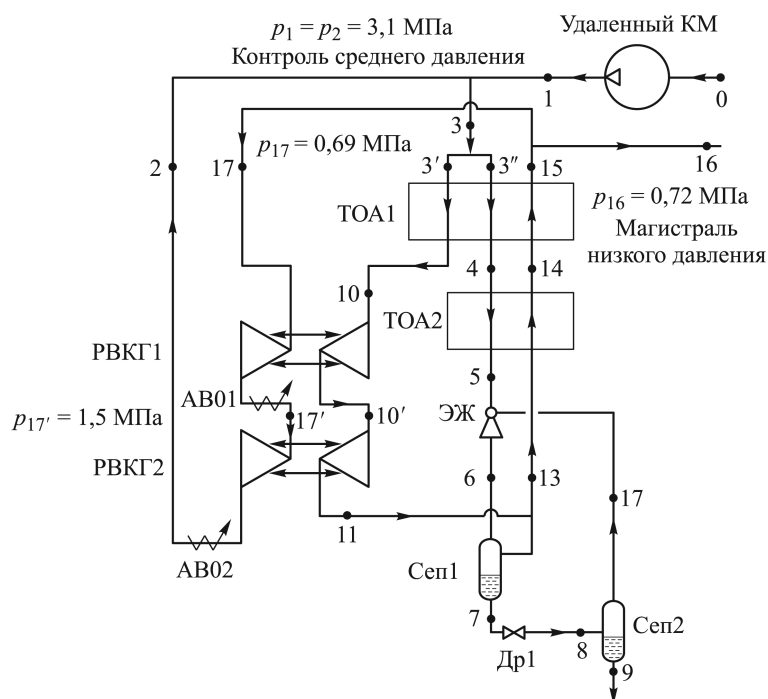 p₁ = p₂ = 3,1 МПа
Контроль среднего давления
Удаленный КМ
1
0
3
2
17
p₁₇ = 0,69 МПа
3′
3″
15
16
p₁₆ = 0,72 МПа
Магистраль
низкого давления
ТОА1
4
14
10
ТОА2
РВКГ1
5
АВ01
ЭЖ
p₁₇′ = 1,5 МПа
17′
10′
РВКГ2
6
13
17
11
АВ02
Сеп1
7
Сеп2
Др1
8
9